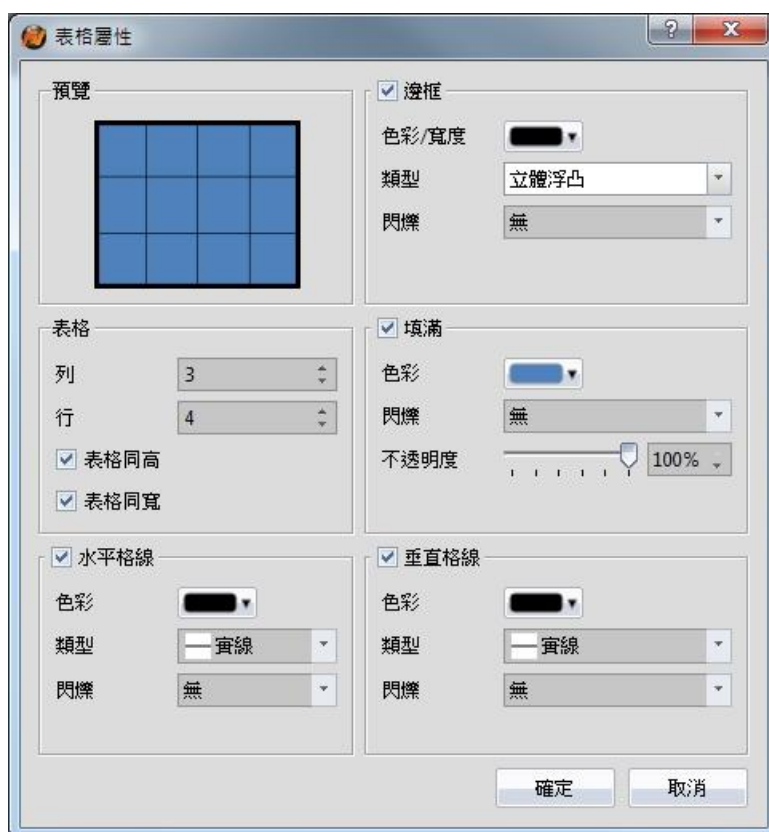 表格屬性
預覽
邊框
色彩/寬度
類型 立體浮凸
閃爍 無
表格
列 3
行 4
表格同高
表格同寬
填滿
色彩
閃爍 無
不透明度 100%
水平格線
色彩
類型 實線
閃爍 無
垂直格線
色彩
類型 實線
閃爍 無
確定 取消